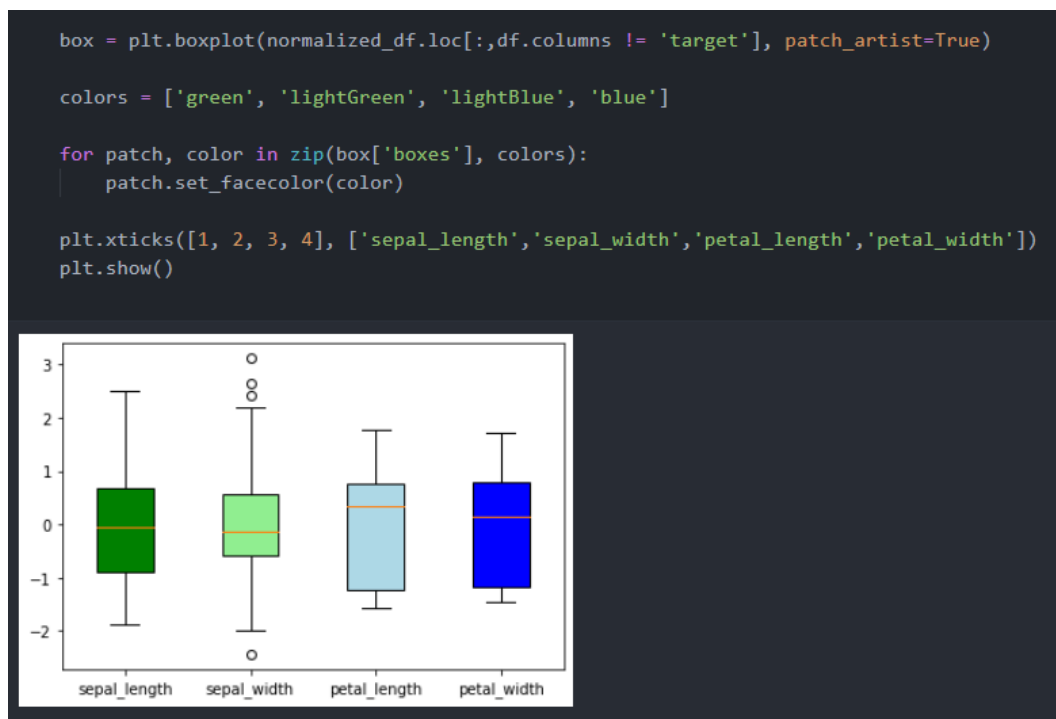 box = plt.boxplot(normalized_df.loc[:,df.columns != 'target'], patch_artist=True)
colors = ['green', 'lightGreen', 'lightBlue', 'blue']
for patch, color in zip(box['boxes'], colors):
    patch.set_facecolor(color)
plt.xticks([1, 2, 3, 4], ['sepal_length','sepal_width','petal_length','petal_width'])
plt.show()
3
2
1
0
−1
−2
sepal_length sepal_width petal_length petal_width